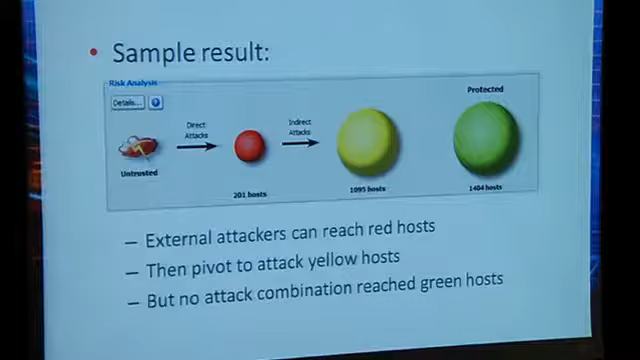 • Sample result:
Risk Analysis
Details... ?
Protected
Direct
Attacks
Indirect
Attacks
Untrusted
201 hosts
1095 hosts
1404 hosts
– External attackers can reach red hosts
– Then pivot to attack yellow hosts
– But no attack combination reached green hosts